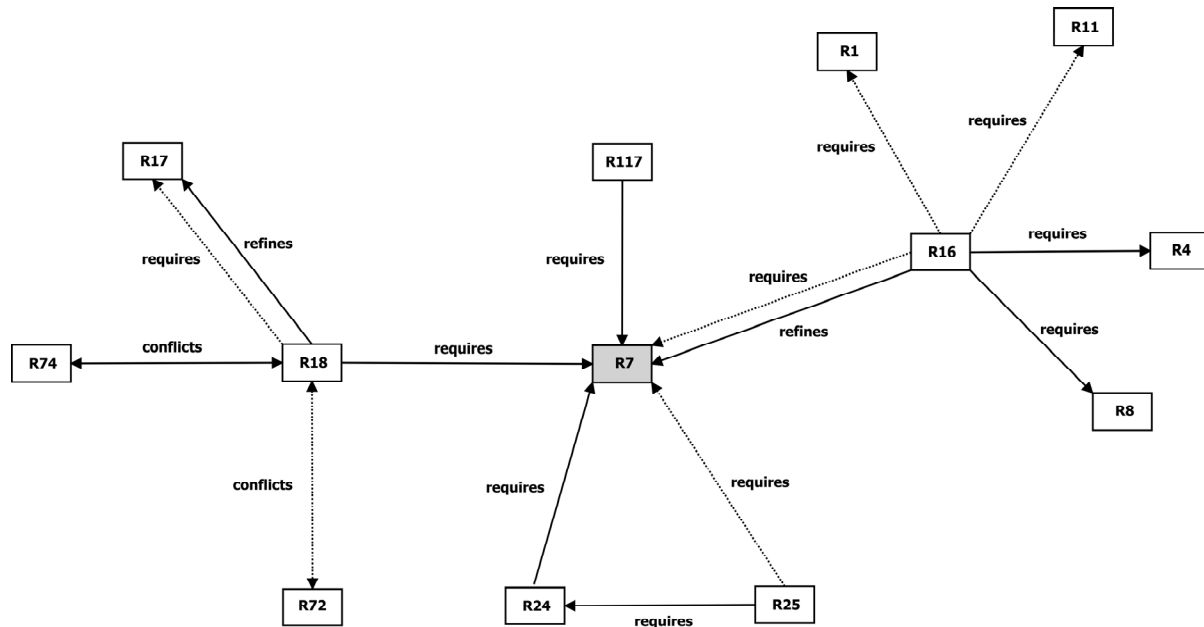 R11
R1
requires
requires
R17
R117
refines
requires
requires
requires
R16
requires
R4
requires
refines
conflicts
requires
R74
R18
R7
R8
conflicts
requires
requires
R72
R24
R25
requires